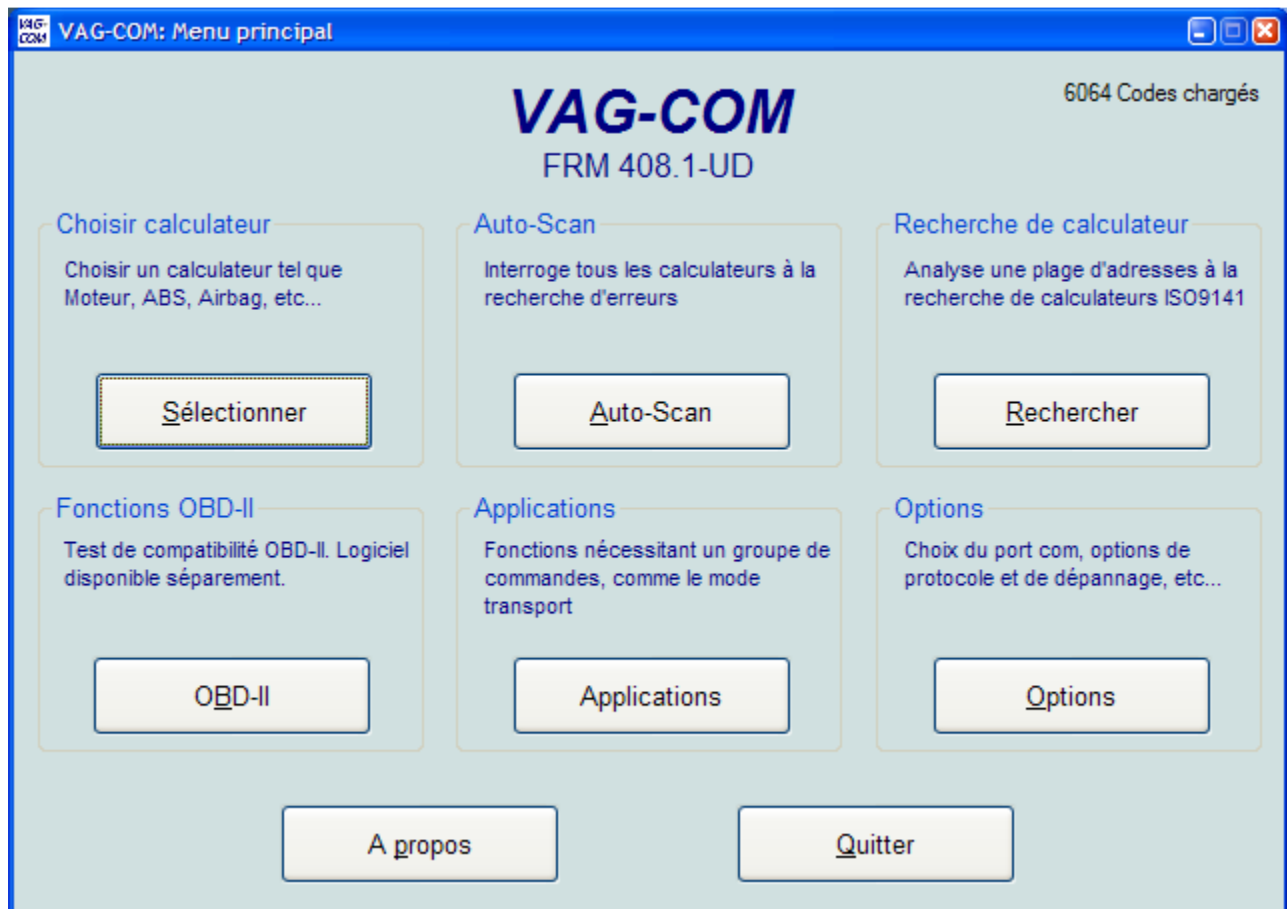 VAG-COM
VAG-COM: Menu principal
6064 Codes chargés
VAG-COM
FRM 408.1-UD
Choisir calculateur
Choisir un calculateur tel que
Moteur, ABS, Airbag, etc...
Sélectionner
Auto-Scan
Interroge tous les calculateurs à la
recherche d'erreurs
Auto-Scan
Recherche de calculateur
Analyse une plage d'adresses à la
recherche de calculateurs ISO9141
Rechercher
Fonctions OBD-II
Test de compatibilité OBD-II. Logiciel
disponible séparement.
OBD-II
Applications
Fonctions nécessitant un groupe de
commandes, comme le mode
transport
Applications
Options
Choix du port com, options de
protocole et de dépannage, etc...
Options
A propos
Quitter